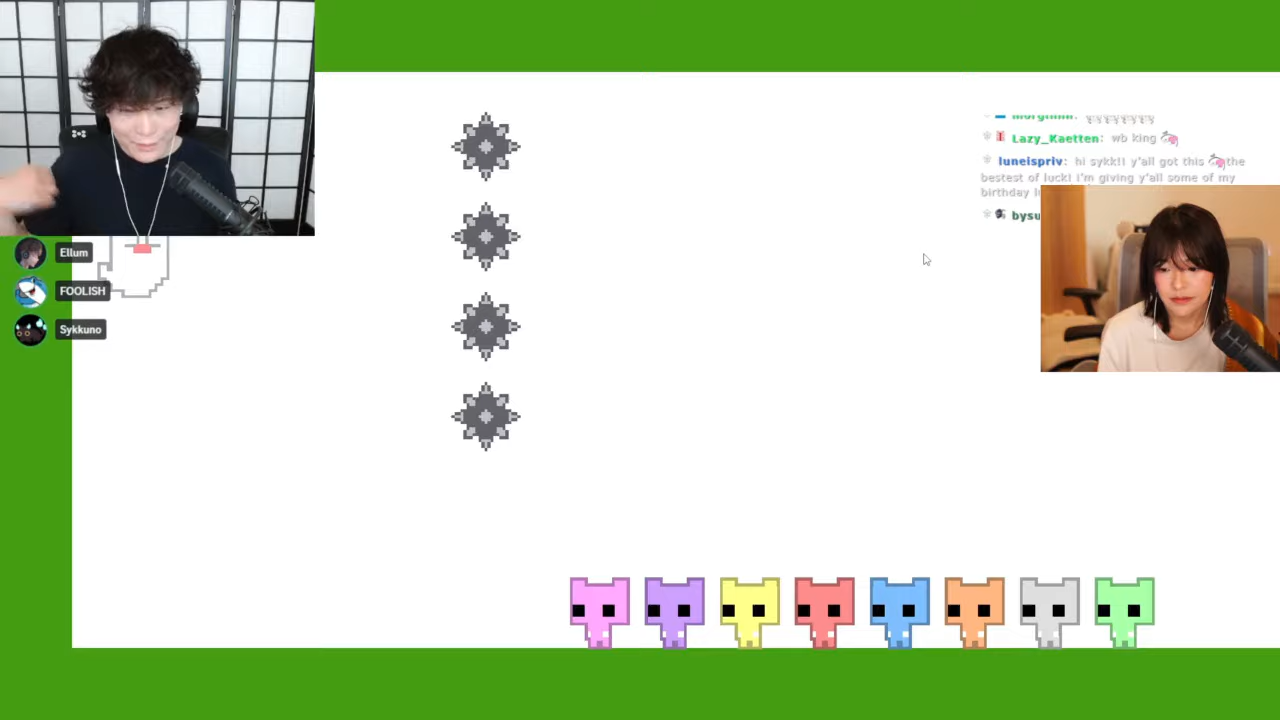 Lazy_Kaetten: wb king
luneispriv: hi sykk!! y'all got this the
bestest of luck! i'm giving y'all some of my
birthday
bysu
Ellum
FOOLISH
Sykkuno